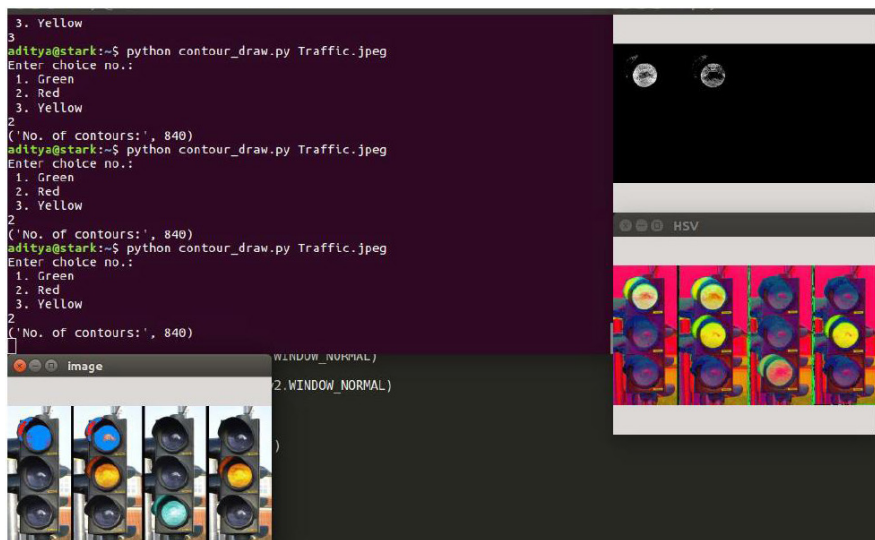 3. Yellow
3
aditya@stark:~$ python contour_draw.py Traffic.jpeg
Enter choice no.:
1. Green
2. Red
3. Yellow
2
('No. of contours:', 840)
aditya@stark:~$ python contour_draw.py Traffic.jpeg
Enter choice no.:
1. Green
2. Red
3. Yellow
2
('No. of contours:', 840)
aditya@stark:~$ python contour_draw.py Traffic.jpeg
Enter choice no.:
1. Green
2. Red
3. Yellow
2
('No. of contours:', 840)
HSV
image
WINDOW_NORMAL)
2.WINDOW_NORMAL)
)